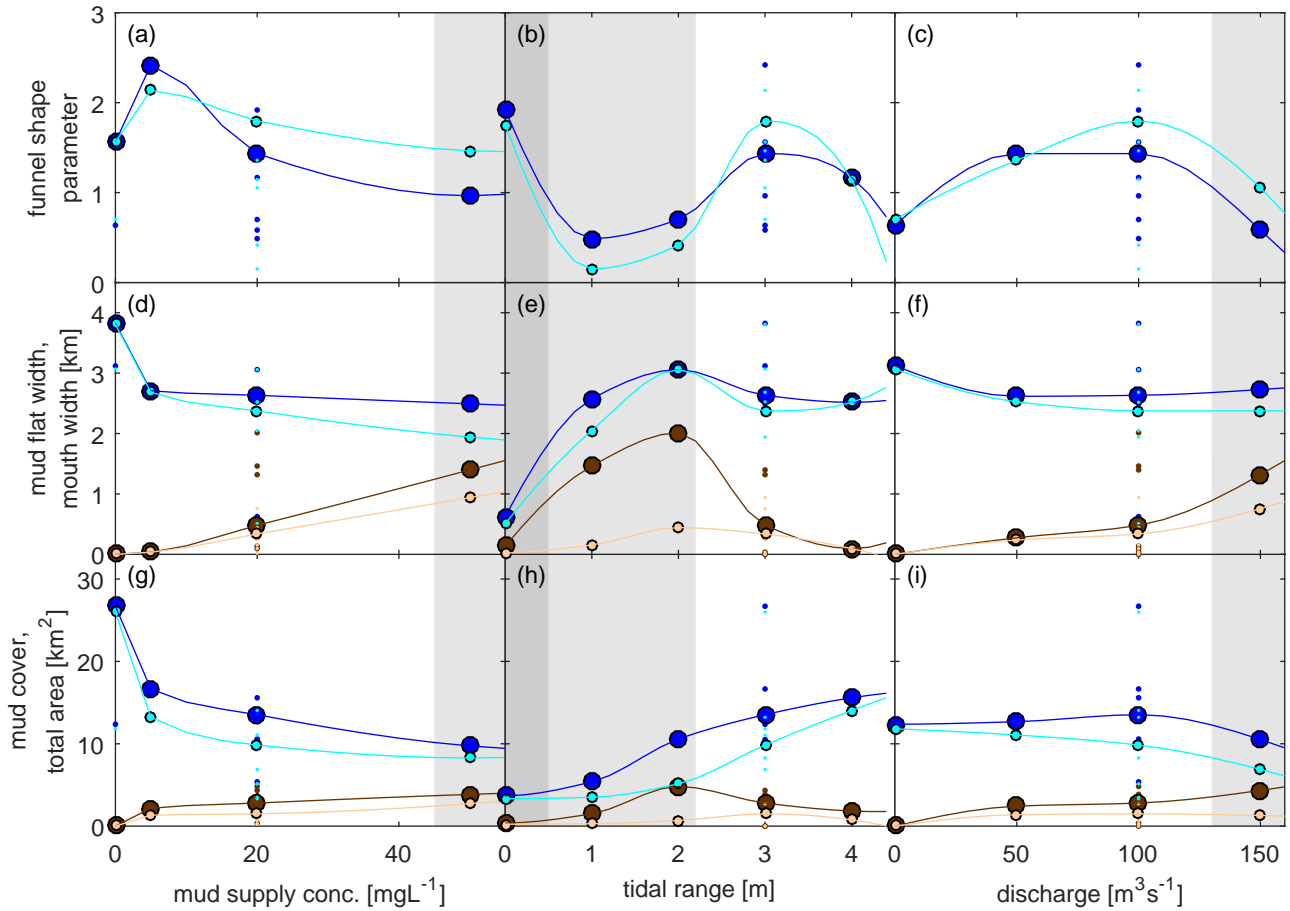 3
2
1
0
funnel shape
parameter
(a)
(b)
(c)
4
3
2
1
0
mud flat width,
mouth width [km]
(d)
(e)
(f)
30
20
10
0
mud cover,
total area [km²]
(g)
(h)
(i)
0 20 40
0 1 2 3 4
0 50 100 150
mud supply conc. [mgL⁻¹]
tidal range [m]
discharge [m³s⁻¹]